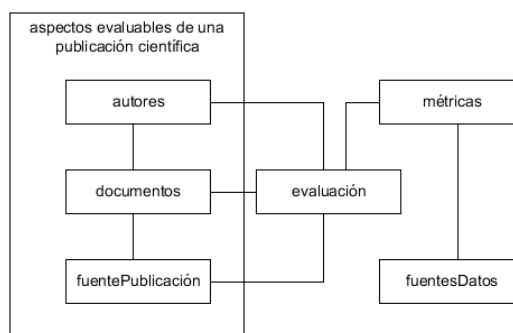 aspectos evaluables de una
publicación científica
autores
métricas
documentos
evaluación
fuentePublicación
fuentesDatos